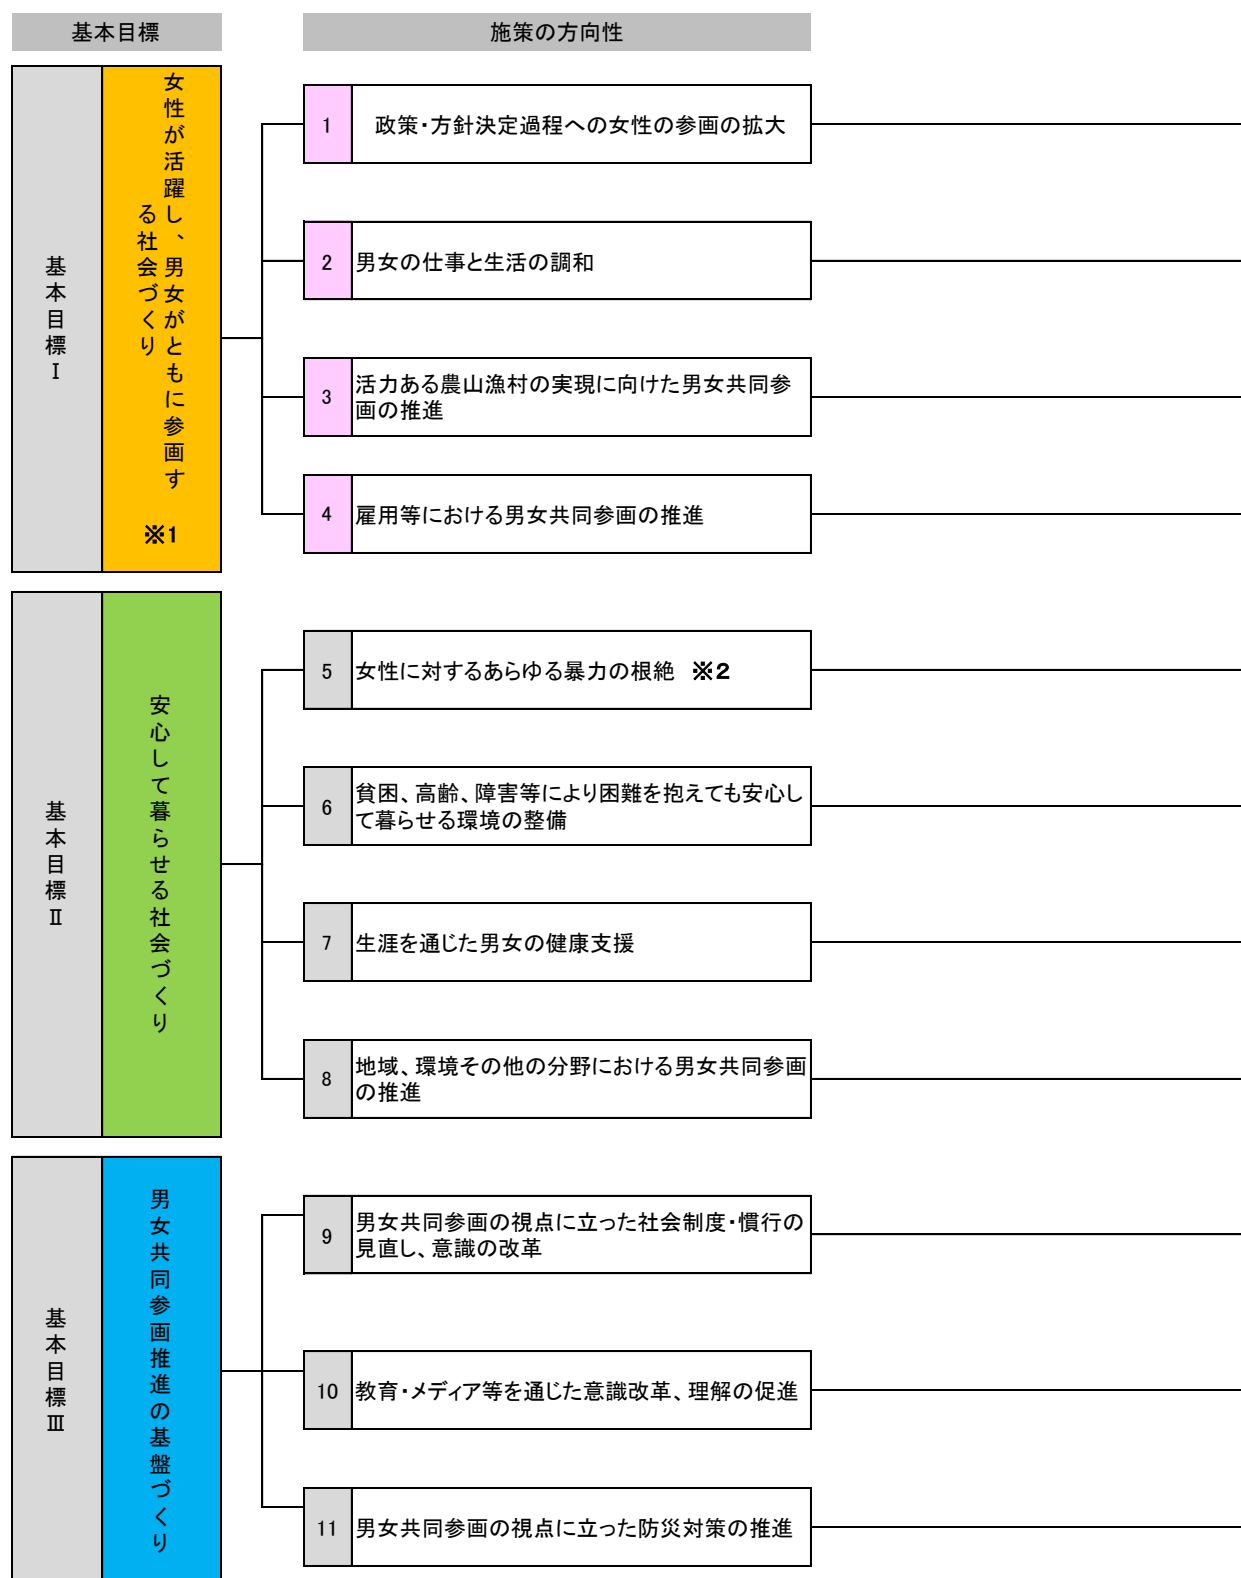 基本目標
施策の方向性
基本目標Ⅰ
女性が活躍し、男女がともに参画す
る社会づくり
※1
1
政策・方針決定過程への女性の参画の拡大
2
男女の仕事と生活の調和
3
活力ある農山漁村の実現に向けた男女共同参
画の推進
4
雇用等における男女共同参画の推進
基本目標Ⅱ
安心して暮らせる社会づくり
5
女性に対するあらゆる暴力の根絶 ※2
6
貧困、高齢、障害等により困難を抱えても安心し
て暮らせる環境の整備
7
生涯を通じた男女の健康支援
8
地域、環境その他の分野における男女共同参画
の推進
基本目標Ⅲ
男女共同参画推進の基盤づくり
9
男女共同参画の視点に立った社会制度・慣行の
見直し、意識の改革
10
教育・メディア等を通じた意識改革、理解の促進
11
男女共同参画の視点に立った防災対策の推進